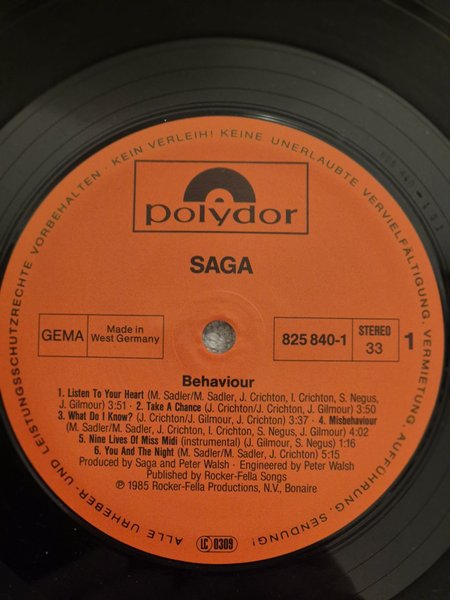 ALLE URHEBER- UND LEISTUNGSSCHUTZRECHTE VORBEHALTEN · KEIN VERLEIH! KEINE UNERLAUBTE VERVIELFÄLTIGUNG, VERMIETUNG, AUFFÜHRUNG, SENDUNG!
polydor
SAGA
GEMA
Made in
West Germany
825 840-1
STEREO
33
1
Behaviour
1. Listen To Your Heart (M. Sadler/M. Sadler, J. Crichton, I. Crichton, S. Negus,
J. Gilmour) 3:51 · 2. Take A Chance (J. Crichton/J. Gilmour) 3:50
3. What Do I Know? (J. Crichton/J. Gilmour, J. Crichton) 3:37 · 4. Misbehaviour
(M. Sadler/M. Sadler, J. Crichton, I. Crichton, S. Negus, J. Gilmour) 4:02
5. Nine Lives Of Miss Midi (instrumental) (J. Gilmour, S. Negus) 1:16
6. You And The Night (M. Sadler/M. Sadler, J. Crichton) 5:15
Produced by Saga and Peter Walsh · Engineered by Peter Walsh
Published by Rocker-Fella Songs
℗ 1985 Rocker-Fella Productions, N.V., Bonaire
LC 0309